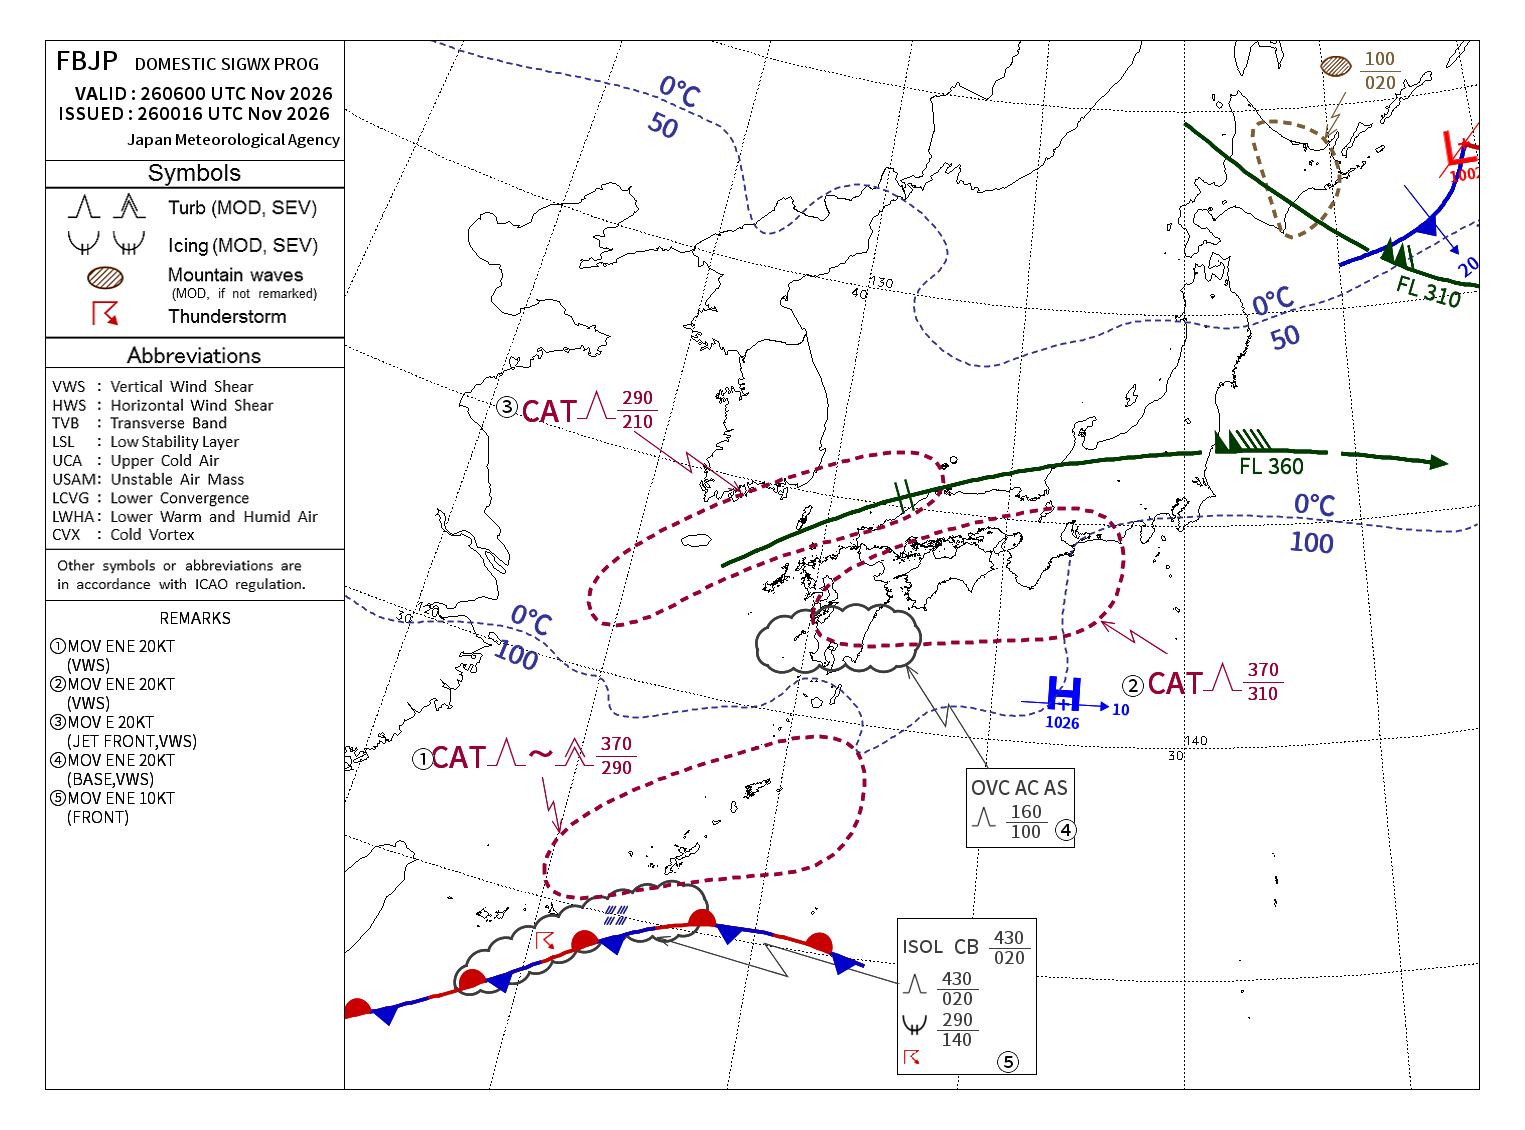 FBJP DOMESTIC SIGWX PROG
VALID : 260600 UTC Nov 2026
ISSUED : 260016 UTC Nov 2026
Japan Meteorological Agency
Symbols
Turb (MOD, SEV)
Icing (MOD, SEV)
Mountain waves
(MOD, if not remarked)
Thunderstorm
Abbreviations
VWS : Vertical Wind Shear
HWS : Horizontal Wind Shear
TVB : Transverse Band
LSL : Low Stability Layer
UCA : Upper Cold Air
USAM: Unstable Air Mass
LCVG : Lower Convergence
LWHA: Lower Warm and Humid Air
CVX : Cold Vortex
Other symbols or abbreviations are
in accordance with ICAO regulation.
REMARKS
①MOV ENE 20KT
(VWS)
②MOV ENE 20KT
(VWS)
③MOV E 20KT
(JET FRONT,VWS)
④MOV ENE 20KT
(BASE,VWS)
⑤MOV ENE 10KT
(FRONT)
0°C
50
100
020
L
1002
20
FL 310
0°C
50
40
130
③CAT
290
210
FL 360
0°C
100
30
120
0°C
100
②CAT
370
310
H
1026
10
140
30
①CAT ~
370
290
OVC AC AS
160
100
④
ISOL CB
430
020
430
020
290
140
⑤